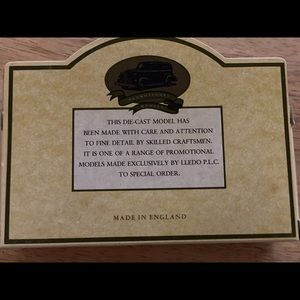 THIS DIE-CAST MODEL HAS
BEEN MADE WITH CARE AND ATTENTION
TO FINE DETAIL BY SKILLED CRAFTSMEN.
IT IS ONE OF A RANGE OF PROMOTIONAL
MODELS MADE EXCLUSIVELY BY LLEDO P.L.C.
TO SPECIAL ORDER.
MADE IN ENGLAND